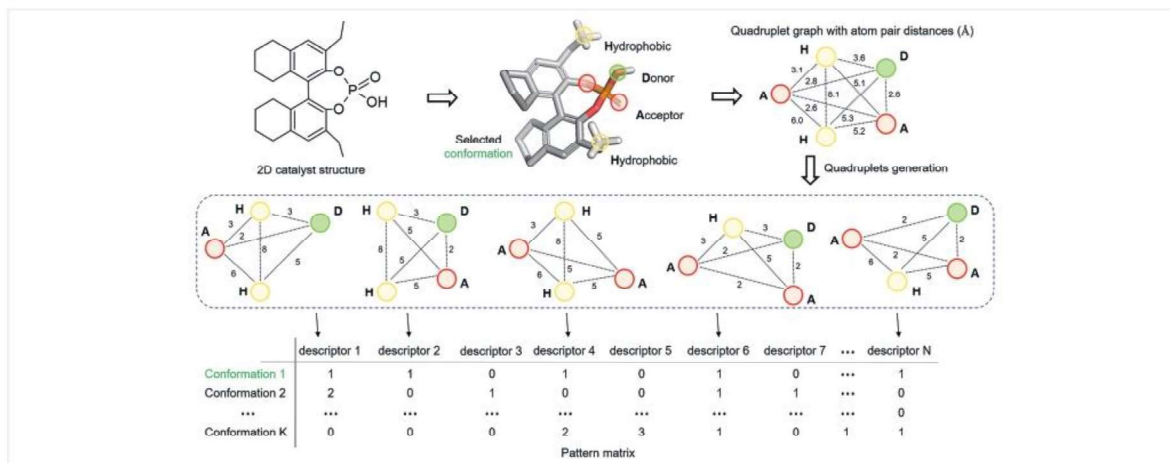 Quadruplet graph with atom pair distances (Å)
O
O
P
O
OH
2D catalyst structure
Hydrophobic
Donor
Acceptor
Selected
conformation
Hydrophobic
H
D
A
A
H
3.1
3.6
2.8
5.1
6.1
2.6
2.6
6.0
5.3
5.2
Quadruplets generation
H
D
A
H
3
3
2
8
5
6
H
D
H
A
3
5
8
2
5
5
H
A
H
A
3
5
8
5
6
5
H
D
A
A
3
3
2
5
2
2
D
A
A
H
2
2
2
5
6
5
descriptor 1 descriptor 2 descriptor 3 descriptor 4 descriptor 5 descriptor 6 descriptor 7 ... descriptor N
Conformation 1 1 1 0 1 0 1 0 ... 1
Conformation 2 2 0 1 0 0 1 1 ... 0
... ... ... ... ... ... ... ... ... 0
Conformation K 0 0 0 2 3 1 0 1 1
Pattern matrix